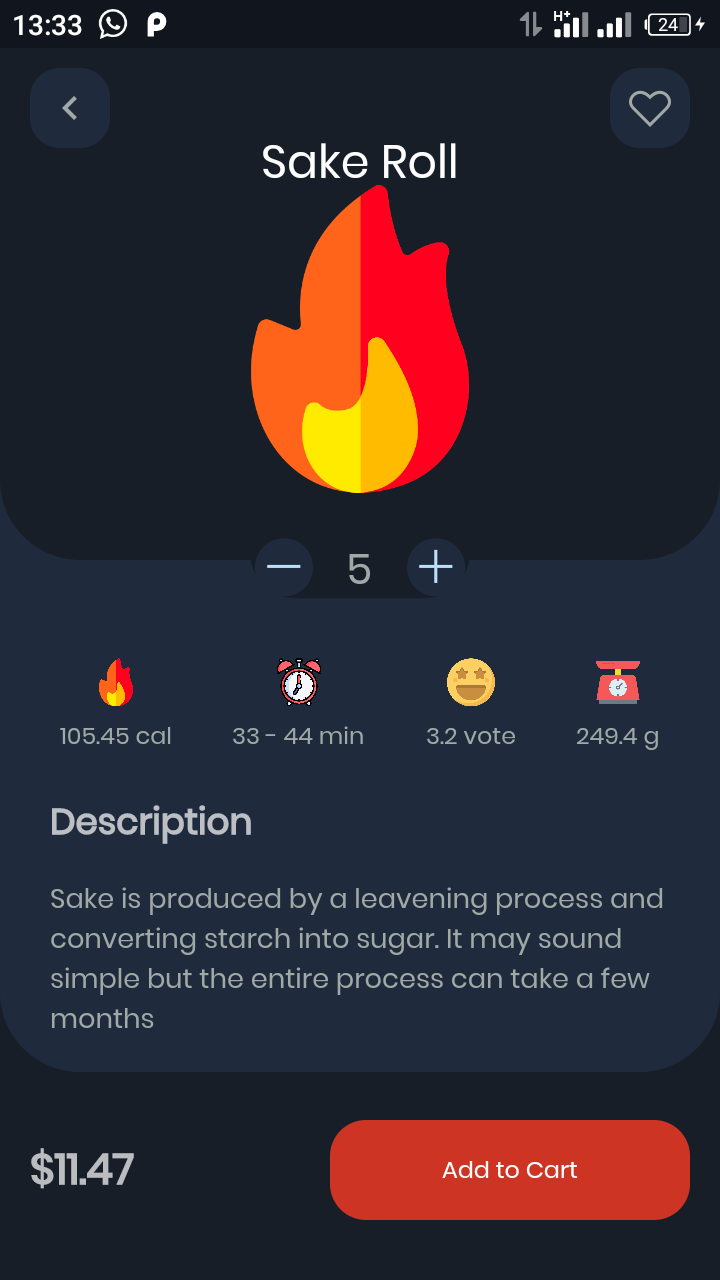 13:33
H+
24
Sake Roll
5
105.45 cal
33 - 44 min
3.2 vote
249.4 g
Description
Sake is produced by a leavening process and
converting starch into sugar. It may sound
simple but the entire process can take a few
months
$11.47
Add to Cart